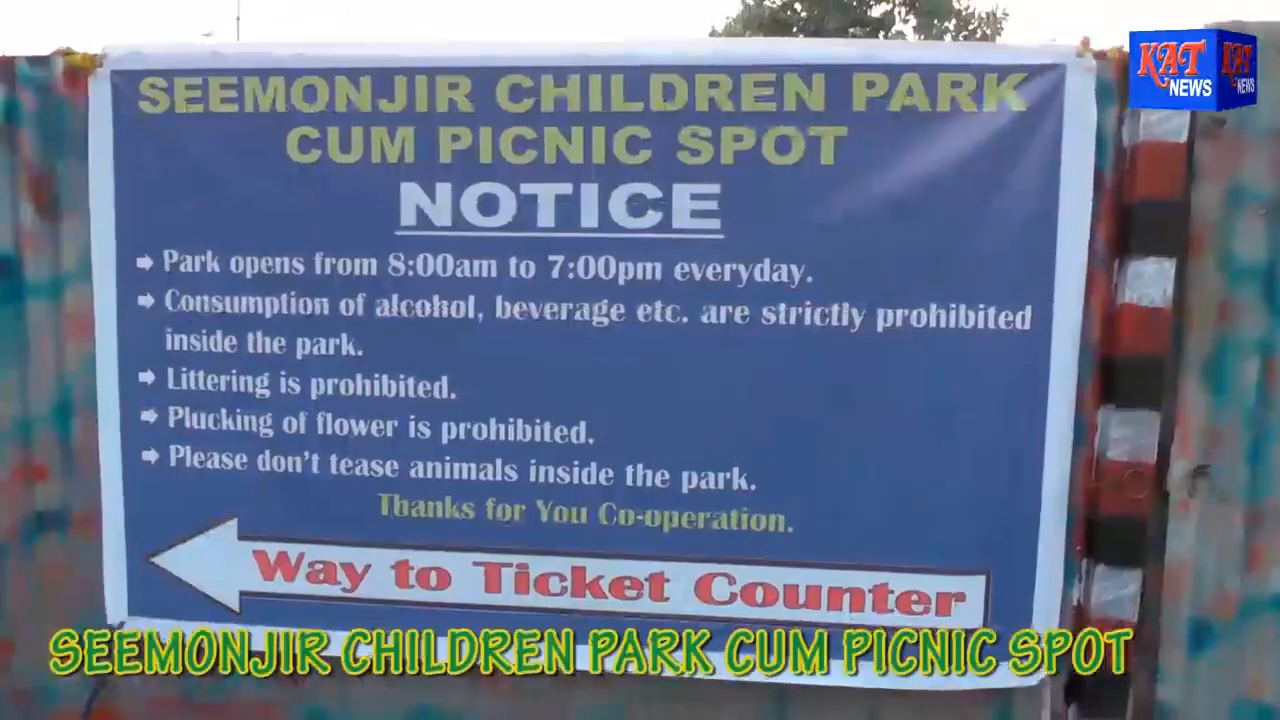 SEEMONJIR CHILDREN PARK
CUM PICNIC SPOT
NOTICE
Park opens from 8:00am to 7:00pm everyday.
Consumption of alcohol, beverage etc. are strictly prohibited
inside the park.
Littering is prohibited.
Plucking of flower is prohibited.
Please don't tease animals inside the park.
Thanks for You Co-operation.
Way to Ticket Counter
SEEMONJIR CHILDREN PARK CUM PICNIC SPOT
KAT
NEWS
KAT
NEWS